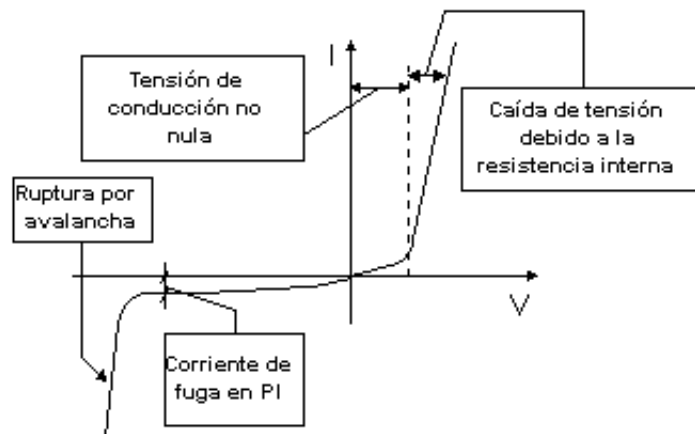 I
Tensión de
conducción no
nula
Caída de tensión
debido a la
resistencia interna
Ruptura por
avalancha
V
Corriente de
fuga en PI